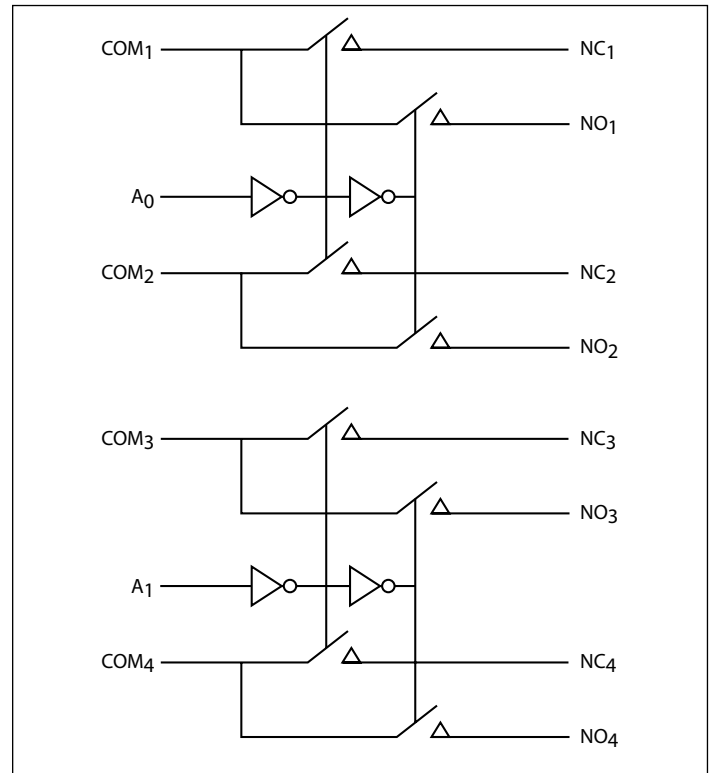 COM1 NC1
NO1
A0
COM2 NC2
NO2
COM3 NC3
NO3
A1
COM4 NC4
NO4